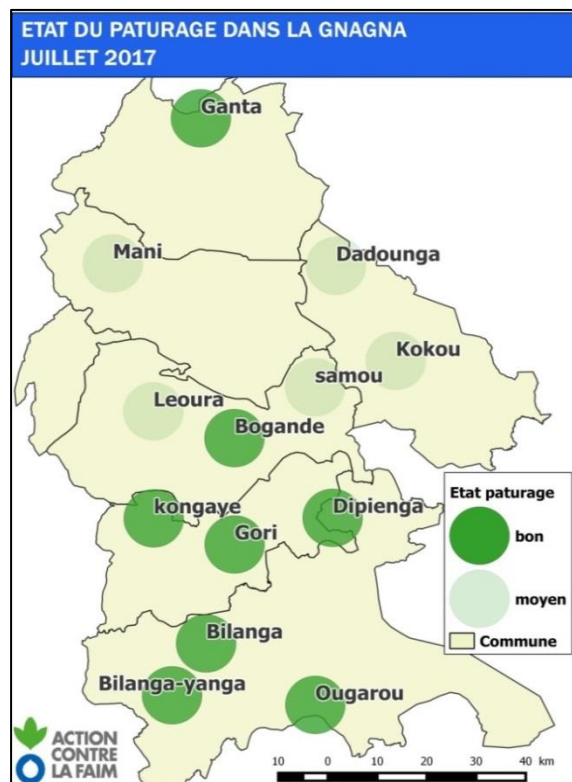 ETAT DU PATURAGE DANS LA GNAGNA
JUILLET 2017
Ganta
Mani
Dadounga
Kokou
samou
Leoura
Bogande
kongaye
Gori
Dipienga
Bilanga
Bilanga-yanga
Ougarou
Etat paturage
bon
moyen
Commune
ACTION
CONTRE
LA FAIM
10 0 10 20 30 40 km